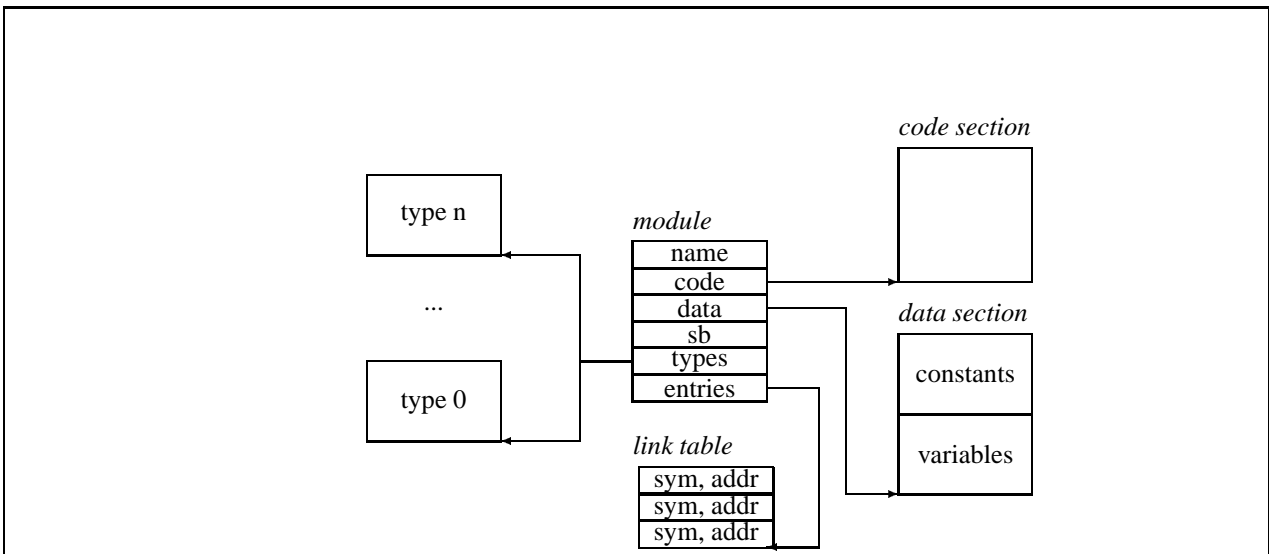 code section
type n
module
name
code
data
sb
types
entries
...
data section
constants
variables
type 0
link table
sym, addr
sym, addr
sym, addr